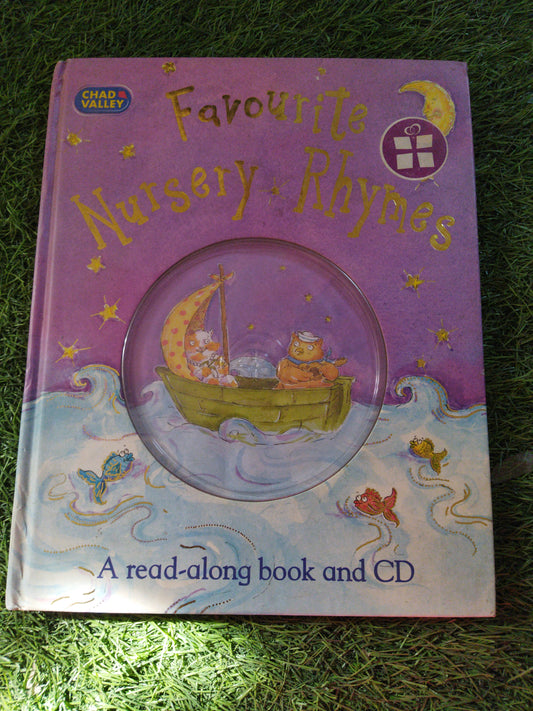 CHAD
VALLEY
Favourite
Nursery Rhymes
A read-along book and CD